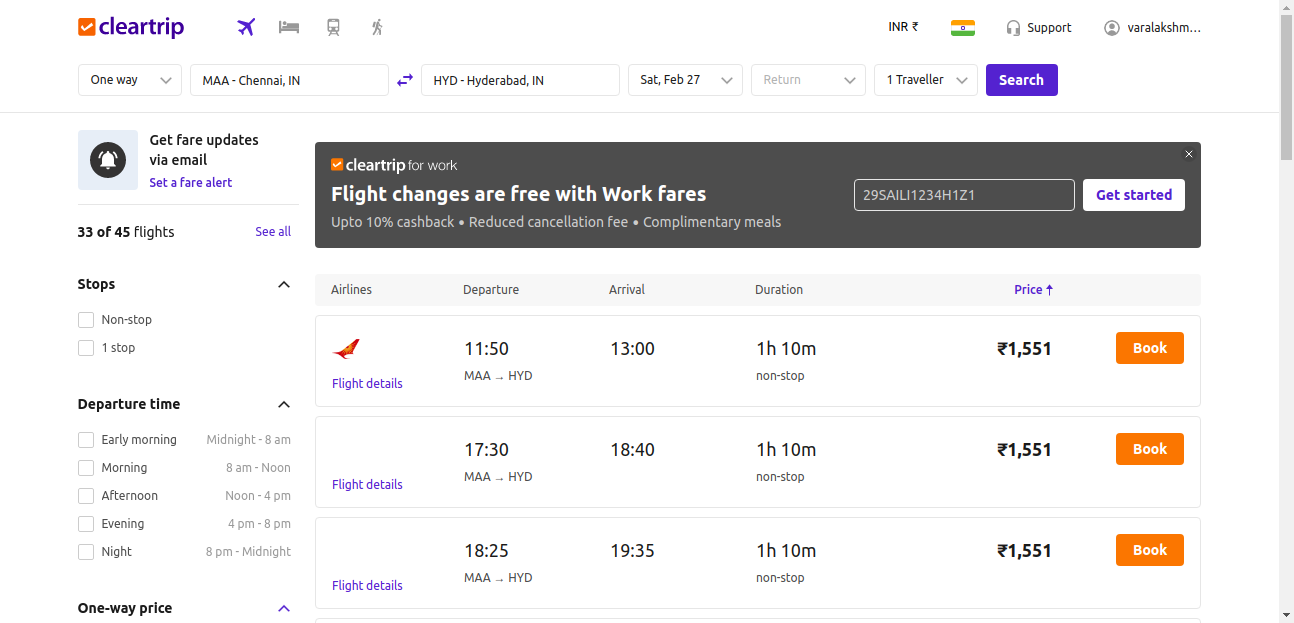 cleartrip
INR ₹
Support
varalakshm...
One way
MAA - Chennai, IN
HYD - Hyderabad, IN
Sat, Feb 27
Return
1 Traveller
Search
Get fare updates
via email
Set a fare alert
33 of 45 flights
See all
Stops
Non-stop
1 stop
Departure time
Early morning Midnight - 8 am
Morning 8 am - Noon
Afternoon Noon - 4 pm
Evening 4 pm - 8 pm
Night 8 pm - Midnight
One-way price
cleartrip for work
Flight changes are free with Work fares
Upto 10% cashback • Reduced cancellation fee • Complimentary meals
29SAILI1234H1Z1
Get started
Airlines Departure Arrival Duration Price ↑
11:50 13:00 1h 10m ₹1,551 Book
MAA → HYD non-stop
Flight details
17:30 18:40 1h 10m ₹1,551 Book
MAA → HYD non-stop
Flight details
18:25 19:35 1h 10m ₹1,551 Book
MAA → HYD non-stop
Flight details